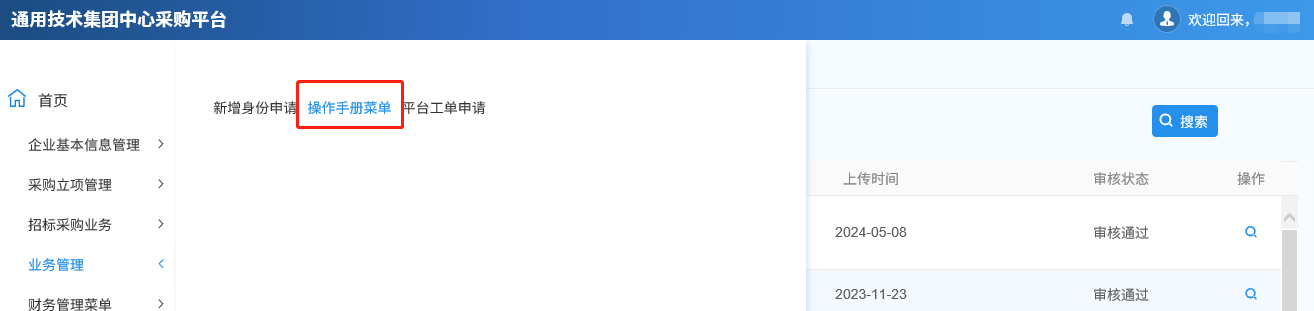 通用技术集团中心采购平台
欢迎回来,
首页
新增身份申请 操作手册菜单 平台工单申请
搜索
企业基本信息管理
采购立项管理
上传时间 审核状态 操作
招标采购业务
2024-05-08 审核通过
业务管理
财务管理菜单
2023-11-23 审核通过